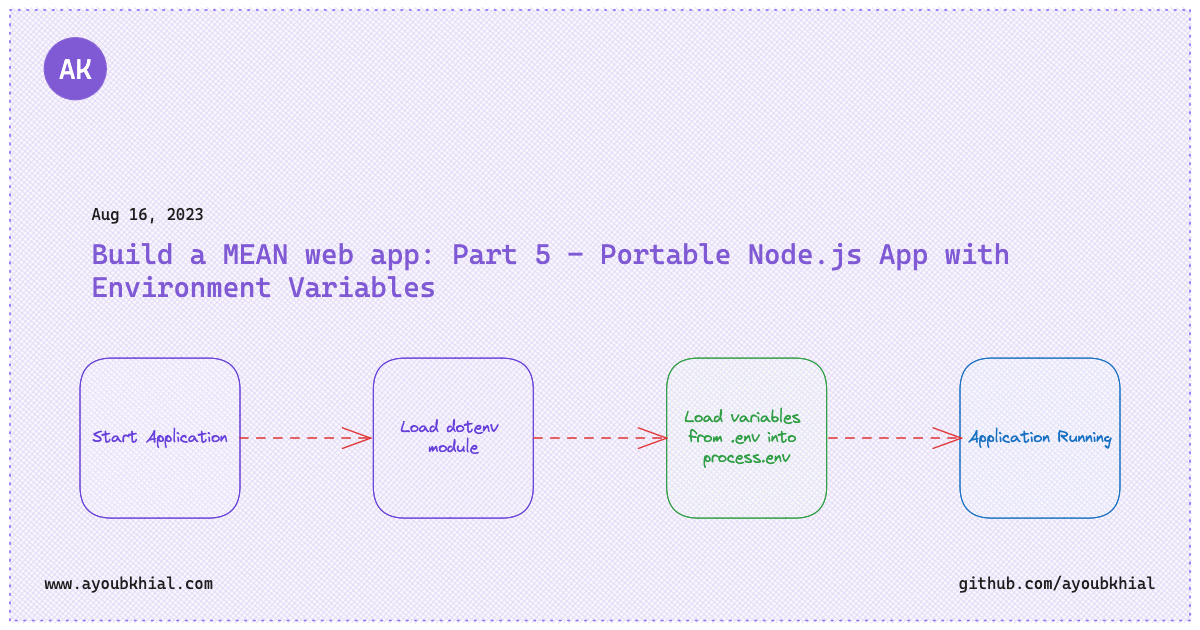 AK
Aug 16, 2023
Build a MEAN web app: Part 5 - Portable Node.js App with
Environment Variables
Start Application
Load dotenv
module
Load variables
from .env into
process.env
Application Running
www.ayoubkhial.com
github.com/ayoubkhial